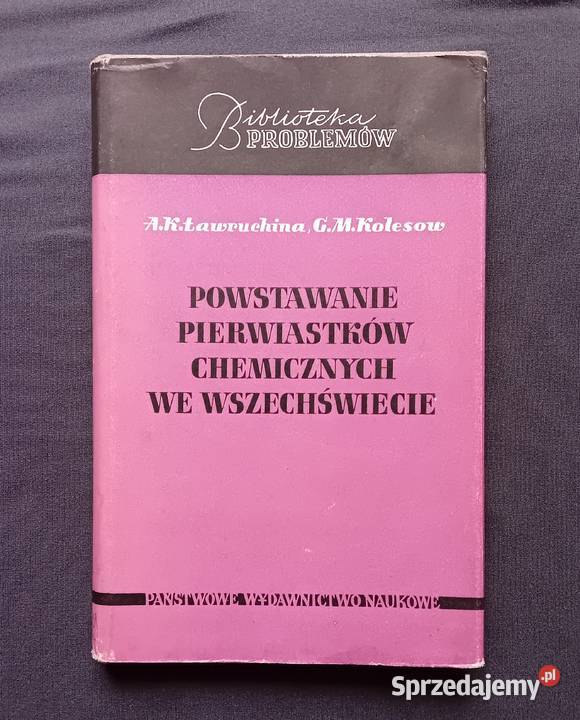 Biblioteka
PROBLEMÓW
A.K.Ławruchina, G.M.Kolesow
POWSTAWANIE
PIERWIASTKÓW
CHEMICZNYCH
WE WSZECHŚWIECIE
PAŃSTWOWE WYDAWNICTWO NAUKOWE
Sprzedajemy.pl